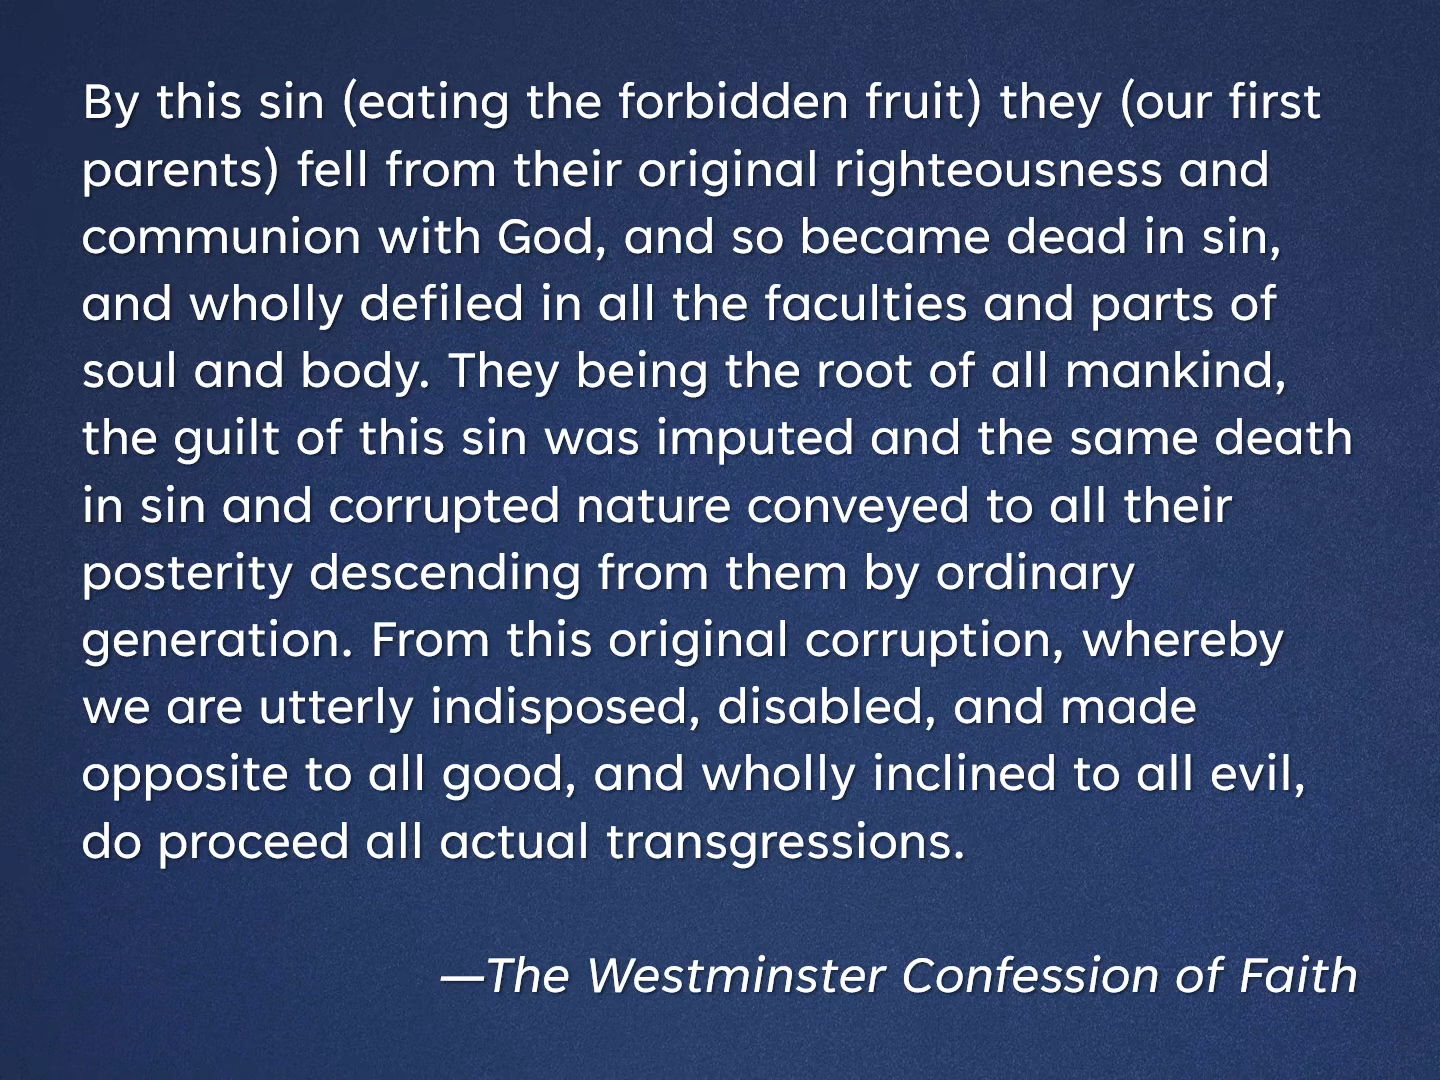 By this sin (eating the forbidden fruit) they (our first
parents) fell from their original righteousness and
communion with God, and so became dead in sin,
and wholly defiled in all the faculties and parts of
soul and body. They being the root of all mankind,
the guilt of this sin was imputed and the same death
in sin and corrupted nature conveyed to all their
posterity descending from them by ordinary
generation. From this original corruption, whereby
we are utterly indisposed, disabled, and made
opposite to all good, and wholly inclined to all evil,
do proceed all actual transgressions.
—The Westminster Confession of Faith